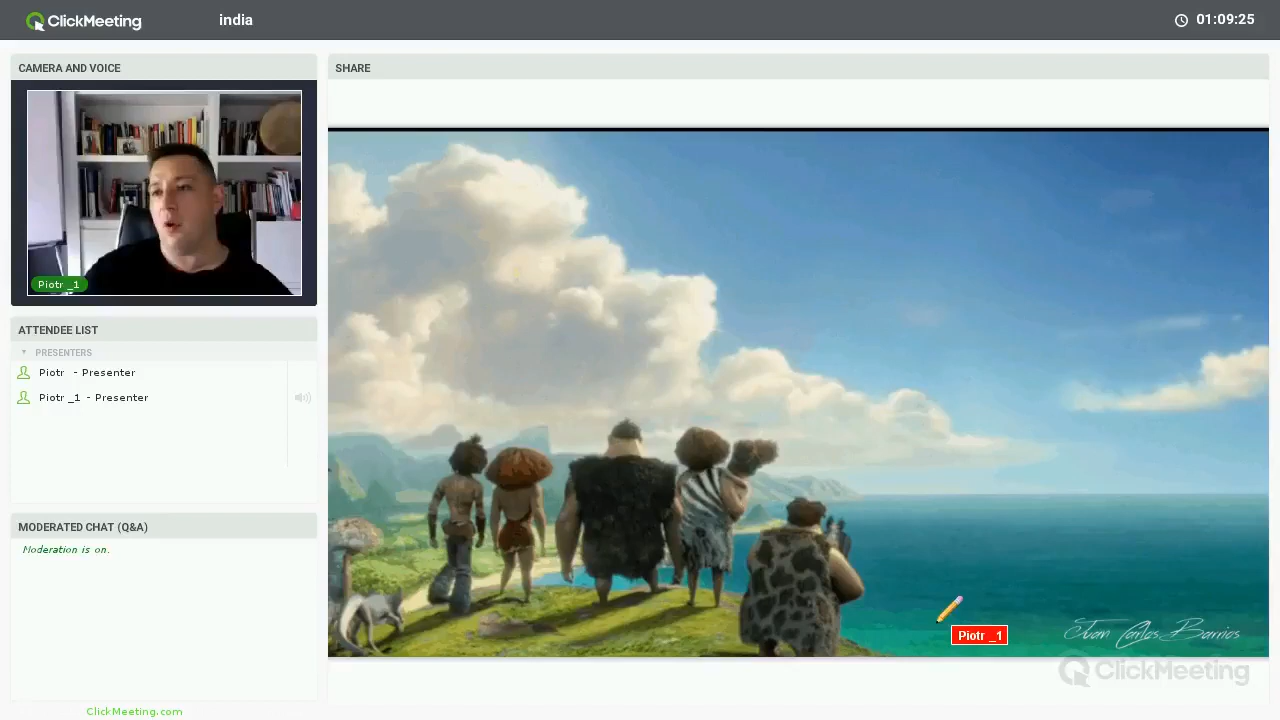 ClickMeeting
india
01:09:25
CAMERA AND VOICE
Piotr _1
ATTENDEE LIST
PRESENTERS
Piotr - Presenter
Piotr _1 - Presenter
MODERATED CHAT (Q&A)
Moderation is on.
ClickMeeting.com
SHARE
Piotr _1
Juan Carlos Barrios
ClickMeeting